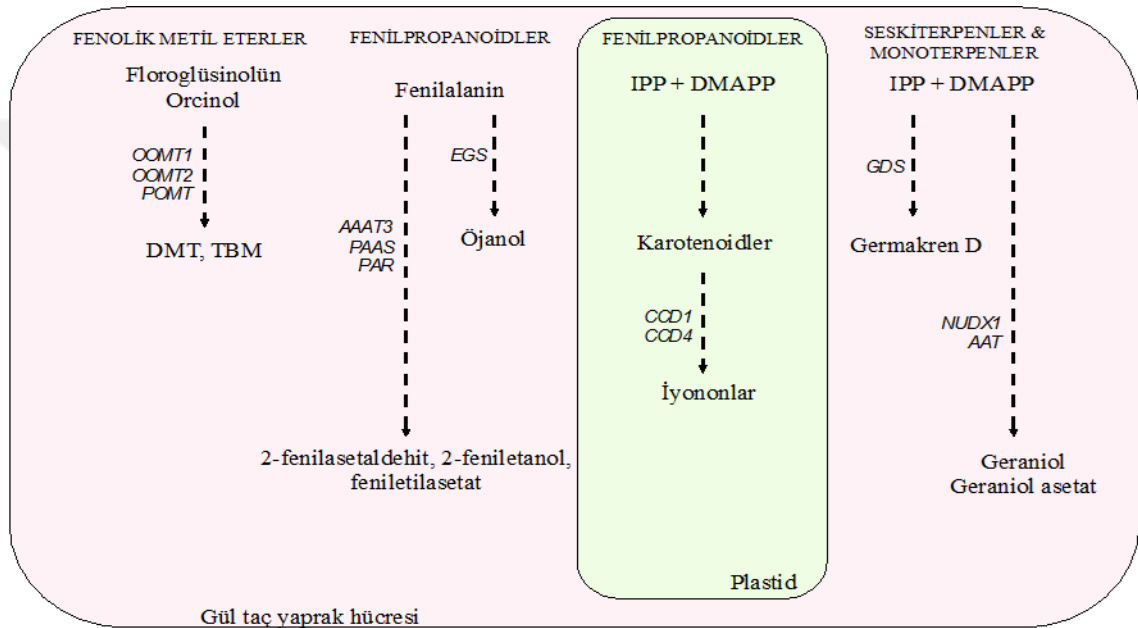 FENOLİK METİL ETERLER
Floroglüsinolün
Orcinol
OOMT1
OOMT2
POMT
DMT, TBM
FENİLPROPANOİDLER
Fenilalanin
EGS
Öjanol
AAAT3
PAAS
PAR
2-fenilasetaldehit, 2-feniletanol,
feniletilasetat
FENİLPROPANOİDLER
IPP + DMAPP
Karotenoidler
CCD1
CCD4
İyononlar
Plastid
SESKİTERPENLER &
MONOTERPENLER
IPP + DMAPP
GDS
Germakren D
NUDX1
AAT
Geraniol
Geraniol asetat
Gül taç yaprak hücresi